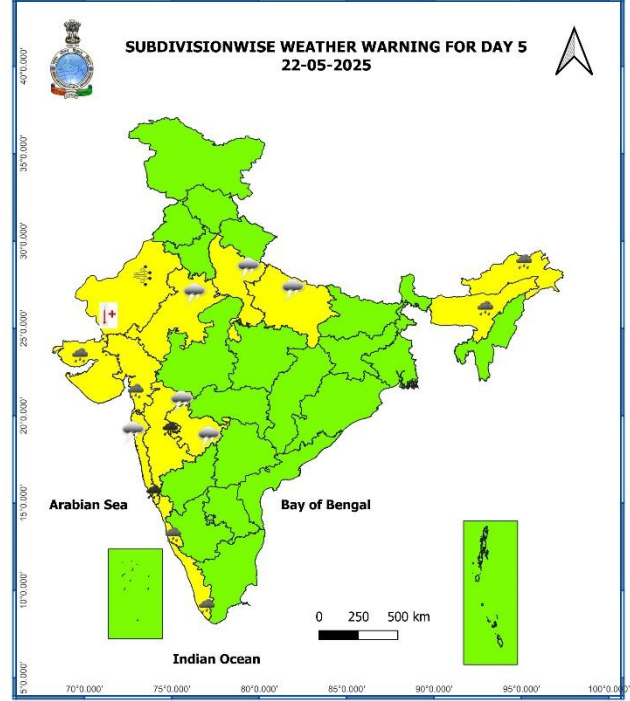 SUBDIVISIONWISE WEATHER WARNING FOR DAY 5
22-05-2025
40°0.000'
35°0.000'
30°0.000'
25°0.000'
20°0.000'
15°0.000'
10°0.000'
5°0.000'
Arabian Sea
Bay of Bengal
0 250 500 km
Indian Ocean
70°0.000' 75°0.000' 80°0.000' 85°0.000' 90°0.000' 95°0.000' 100°0.000'